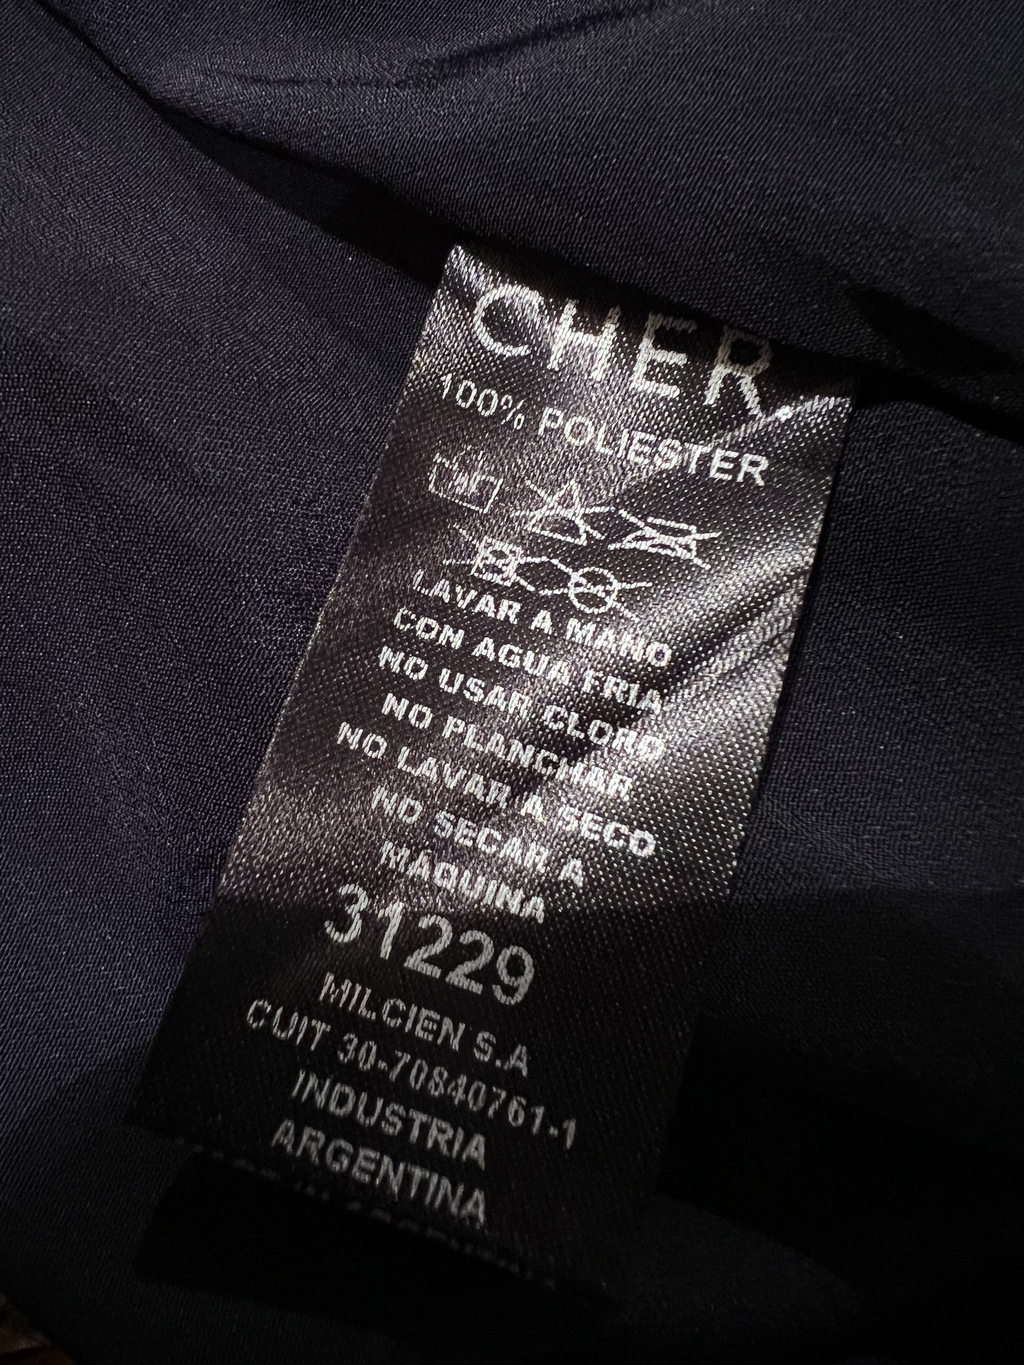 CHER.
100% POLIESTER
LAVAR A MANO
CON AGUA FRIA
NO USAR CLORO
NO PLANCHAR
NO LAVAR A SECO
NO SECAR A
MÁQUINA
31229
MILCIEN S.A
CUIT 30-70840761-1
INDUSTRIA
ARGENTINA